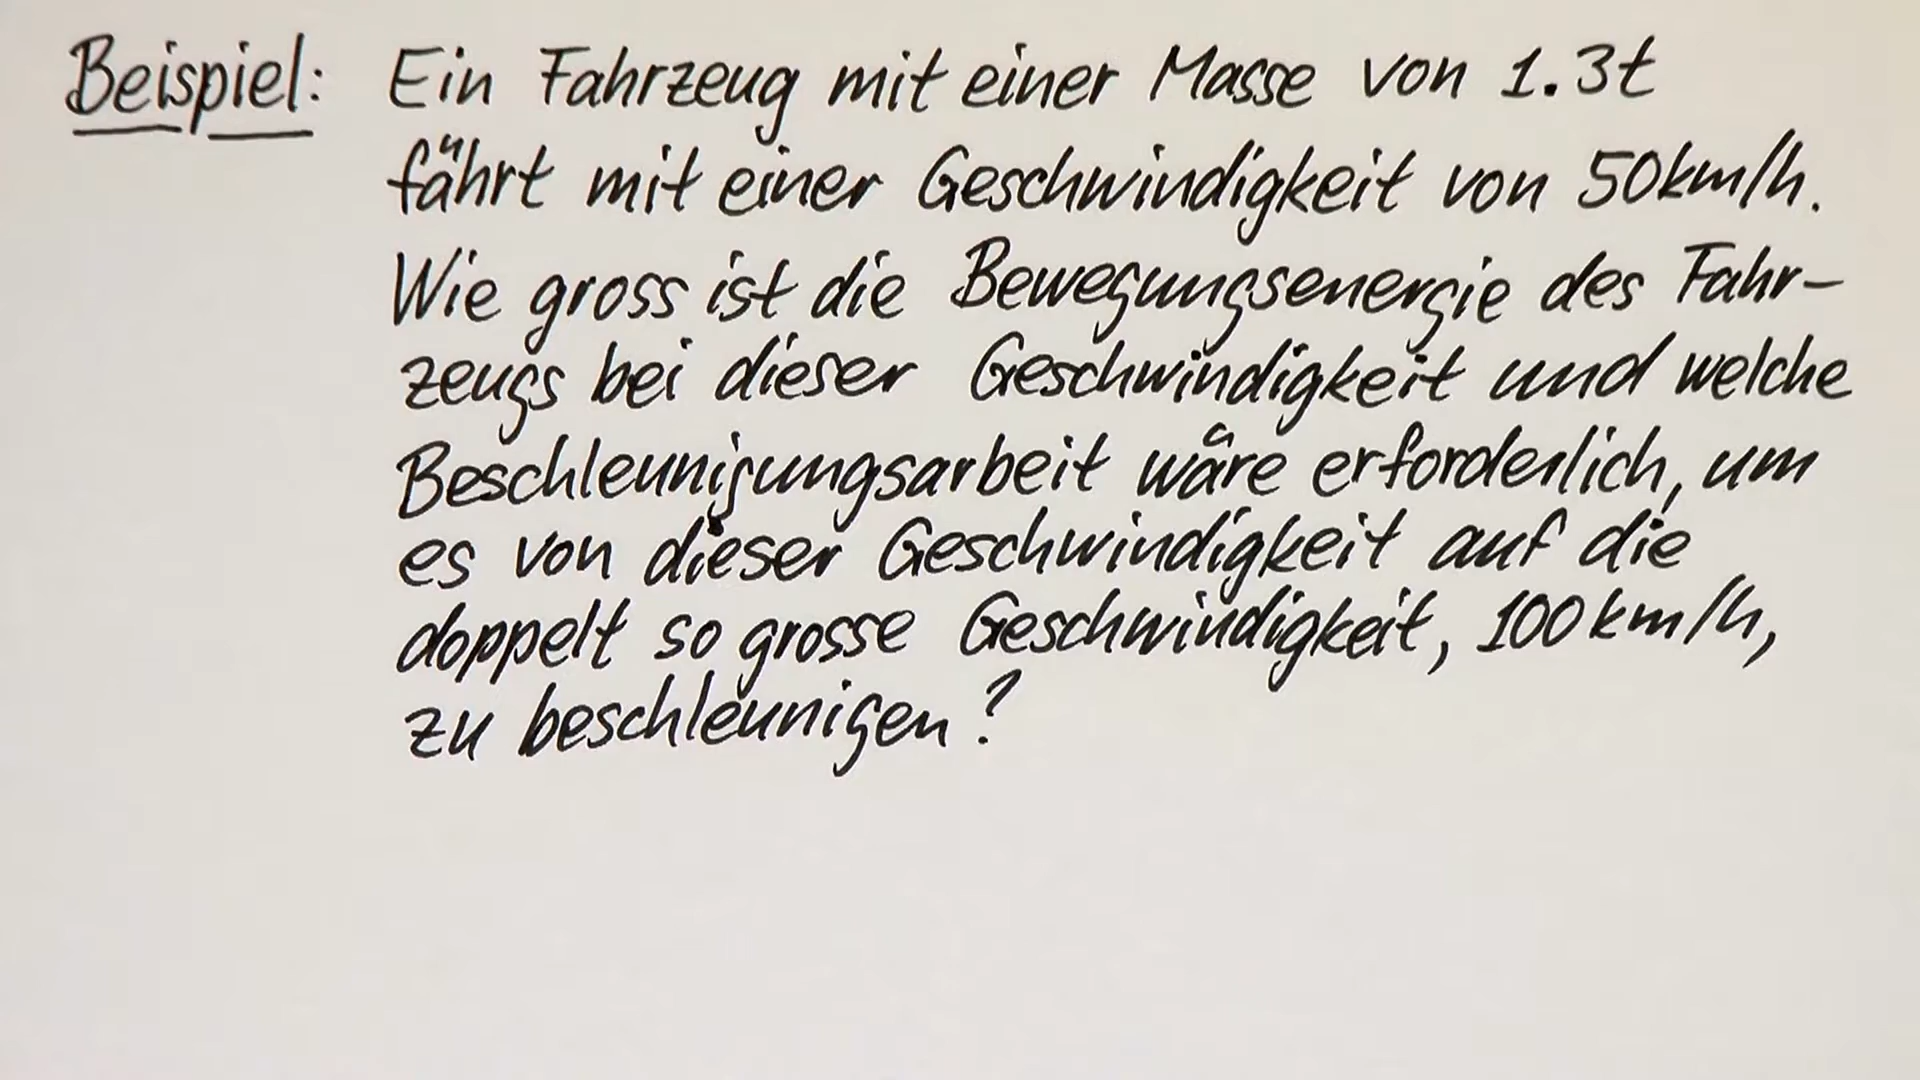 Beispiel: Ein Fahrzeug mit einer Masse von 1.3t
fährt mit einer Geschwindigkeit von 50km/h.
Wie gross ist die Bewegungsenergie des Fahr-
zeugs bei dieser Geschwindigkeit und welche
Beschleunigungsarbeit wäre erforderlich, um
es von dieser Geschwindigkeit auf die
doppelt so grosse Geschwindigkeit, 100km/h,
zu beschleunigen?